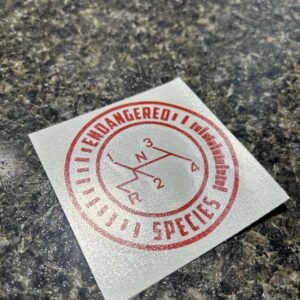 ENDANGERED
1 N 3
R 2 4
SPECIES